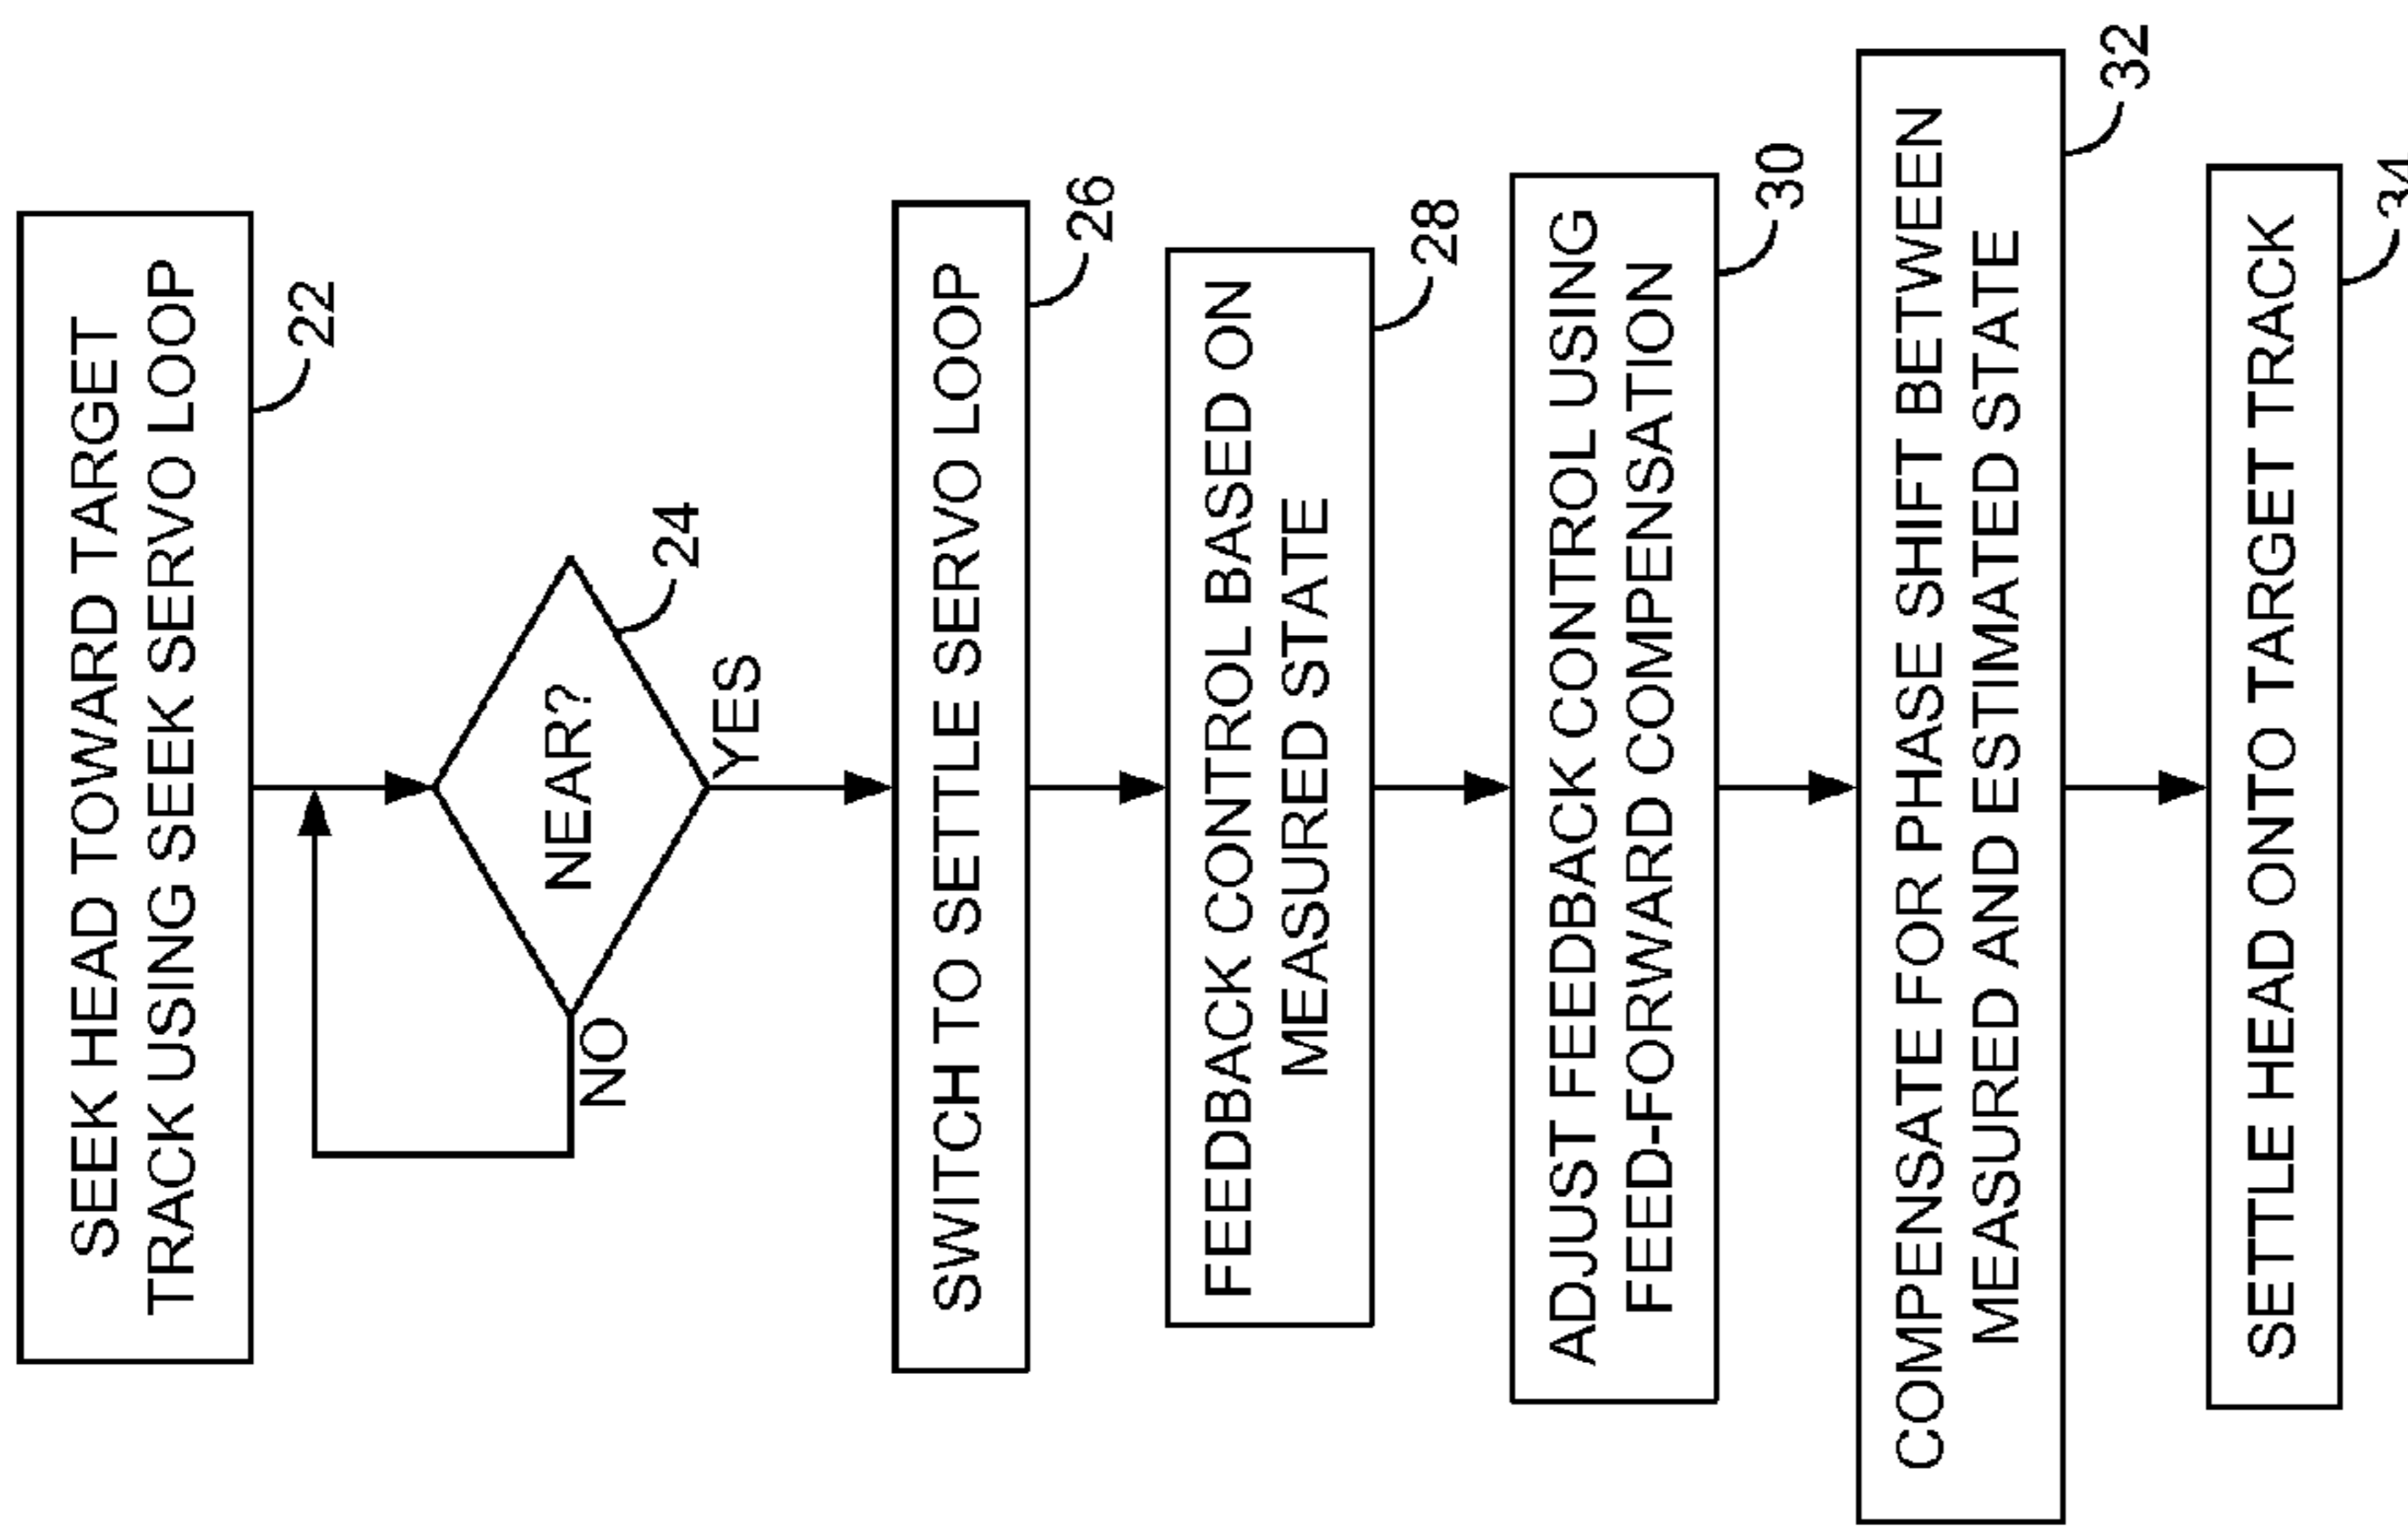 SEEK HEAD TOWARD TARGET
TRACK USING SEEK SERVO LOOP
22
NEAR?
24
NO
YES
SWITCH TO SETTLE SERVO LOOP
26
FEEDBACK CONTROL BASED ON
MEASURED STATE
28
ADJUST FEEDBACK CONTROL USING
FEED-FORWARD COMPENSATION
30
COMPENSATE FOR PHASE SHIFT BETWEEN
MEASURED AND ESTIMATED STATE
32
SETTLE HEAD ONTO TARGET TRACK
34